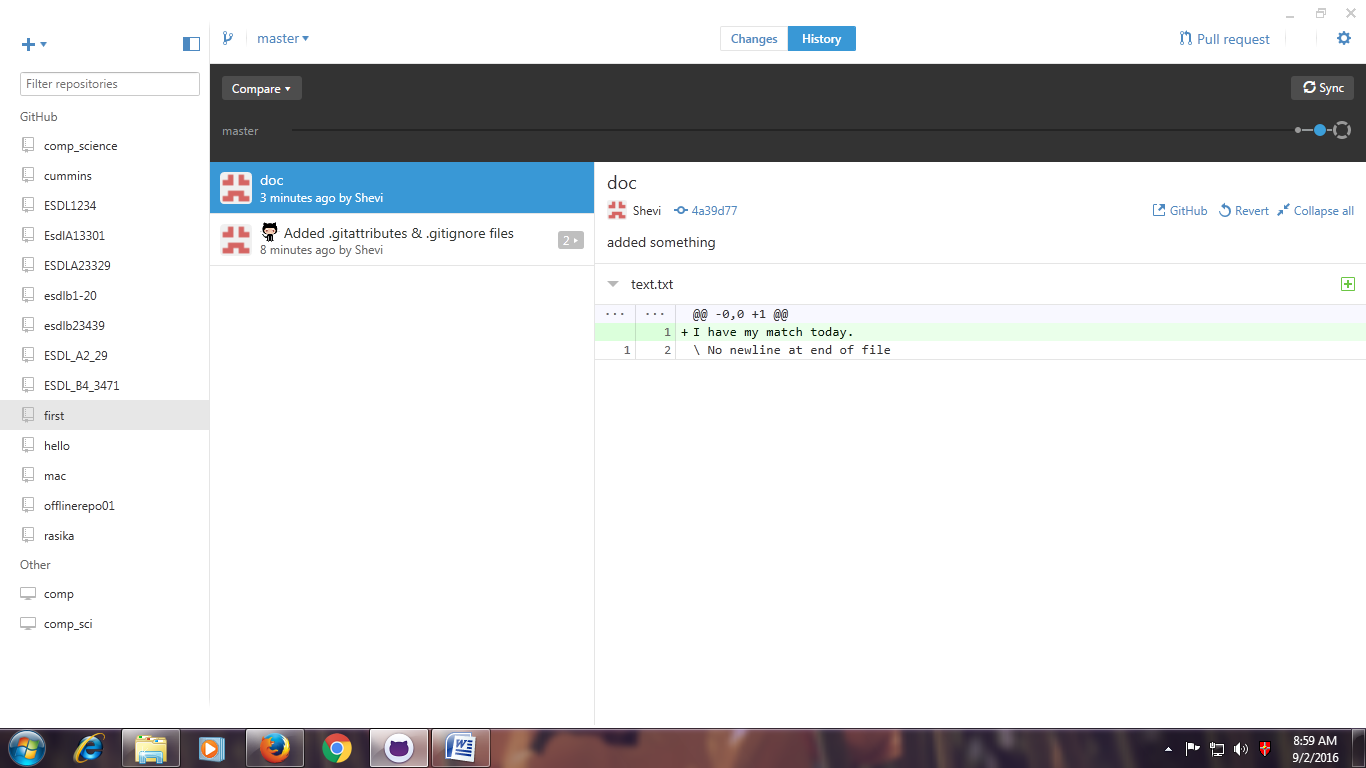 master
Changes
History
Pull request
Filter repositories
GitHub
comp_science
cummins
ESDL1234
EsdlA13301
ESDLA23329
esdlb1-20
esdlb23439
ESDL_A2_29
ESDL_B4_3471
first
hello
mac
offlinerepo01
rasika
Other
comp
comp_sci
Compare
Sync
master
doc
3 minutes ago by Shevi
Added .gitattributes & .gitignore files
8 minutes ago by Shevi
2
doc
Shevi 4a39d77
GitHub Revert Collapse all
added something
text.txt
··· ··· @@ -0,0 +1 @@
1 + I have my match today.
1 2 \ No newline at end of file
8:59 AM
9/2/2016